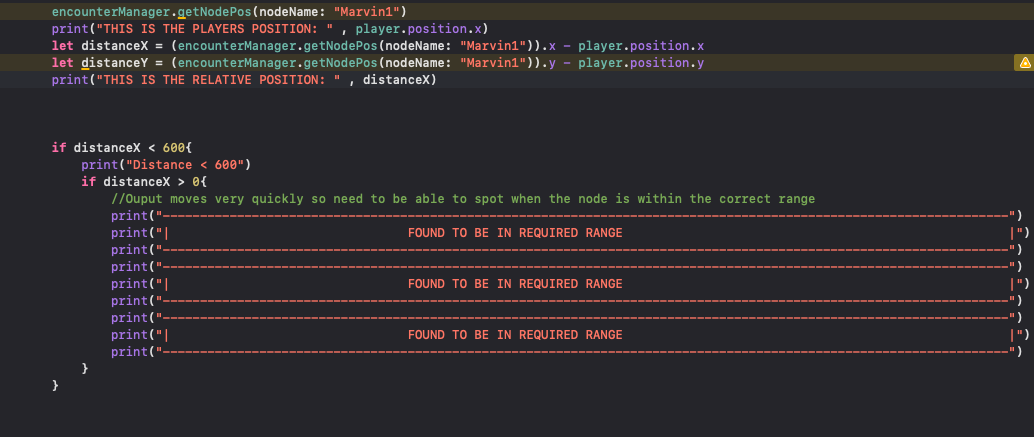 encounterManager.getNodePos(nodeName: "Marvin1")
print("THIS IS THE PLAYERS POSITION: " , player.position.x)
let distanceX = (encounterManager.getNodePos(nodeName: "Marvin1")).x - player.position.x
let distanceY = (encounterManager.getNodePos(nodeName: "Marvin1")).y - player.position.y
print("THIS IS THE RELATIVE POSITION: " , distanceX)
if distanceX < 600{
print("Distance < 600")
if distanceX > 0{
//Ouput moves very quickly so need to be able to spot when the node is within the correct range
print("------------------------------------------------------------------------------------------------------------------")
print("|                                FOUND TO BE IN REQUIRED RANGE                                                    |")
print("------------------------------------------------------------------------------------------------------------------")
print("------------------------------------------------------------------------------------------------------------------")
print("|                                FOUND TO BE IN REQUIRED RANGE                                                    |")
print("------------------------------------------------------------------------------------------------------------------")
print("------------------------------------------------------------------------------------------------------------------")
print("|                                FOUND TO BE IN REQUIRED RANGE                                                    |")
print("------------------------------------------------------------------------------------------------------------------")
}
}